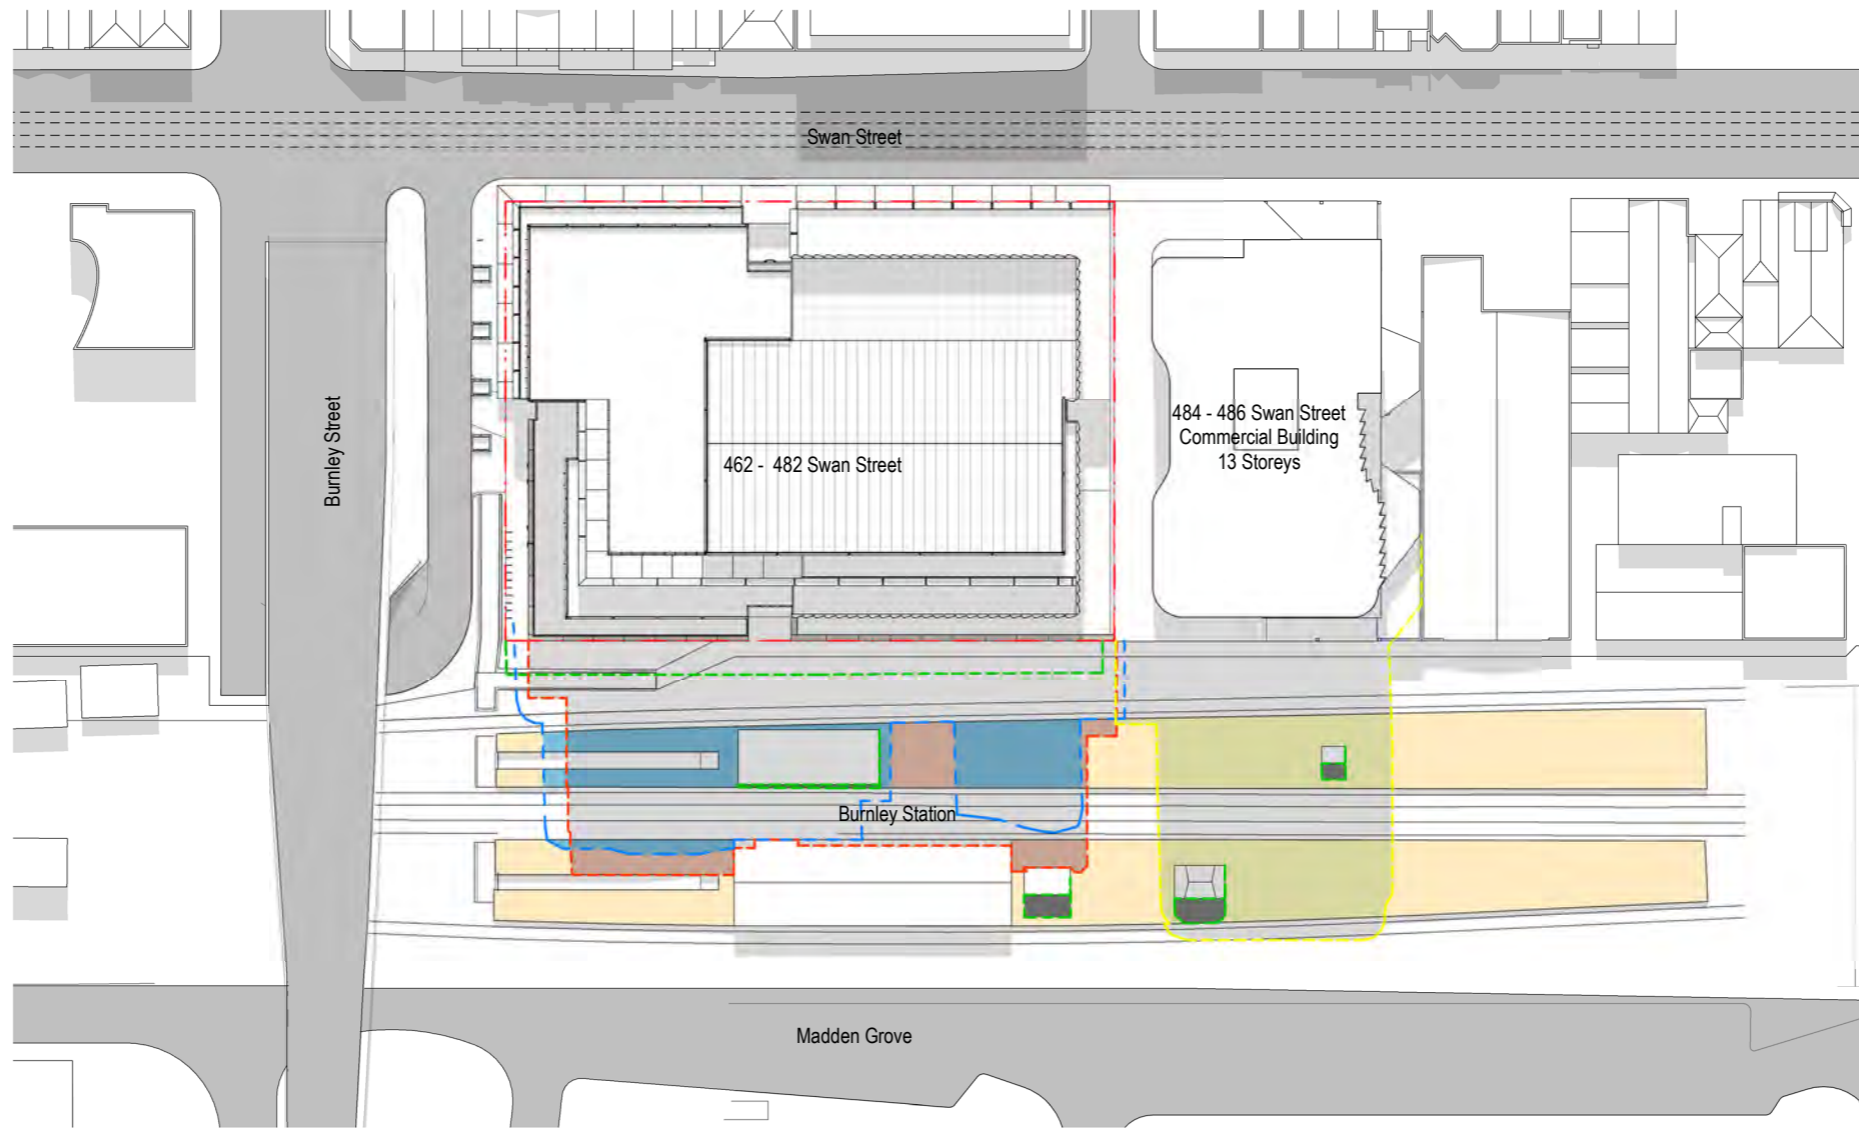 Swan Street
Burnley Street
484 - 486 Swan Street
Commercial Building
13 Storeys
462 - 482 Swan Street
Burnley Station
Madden Grove